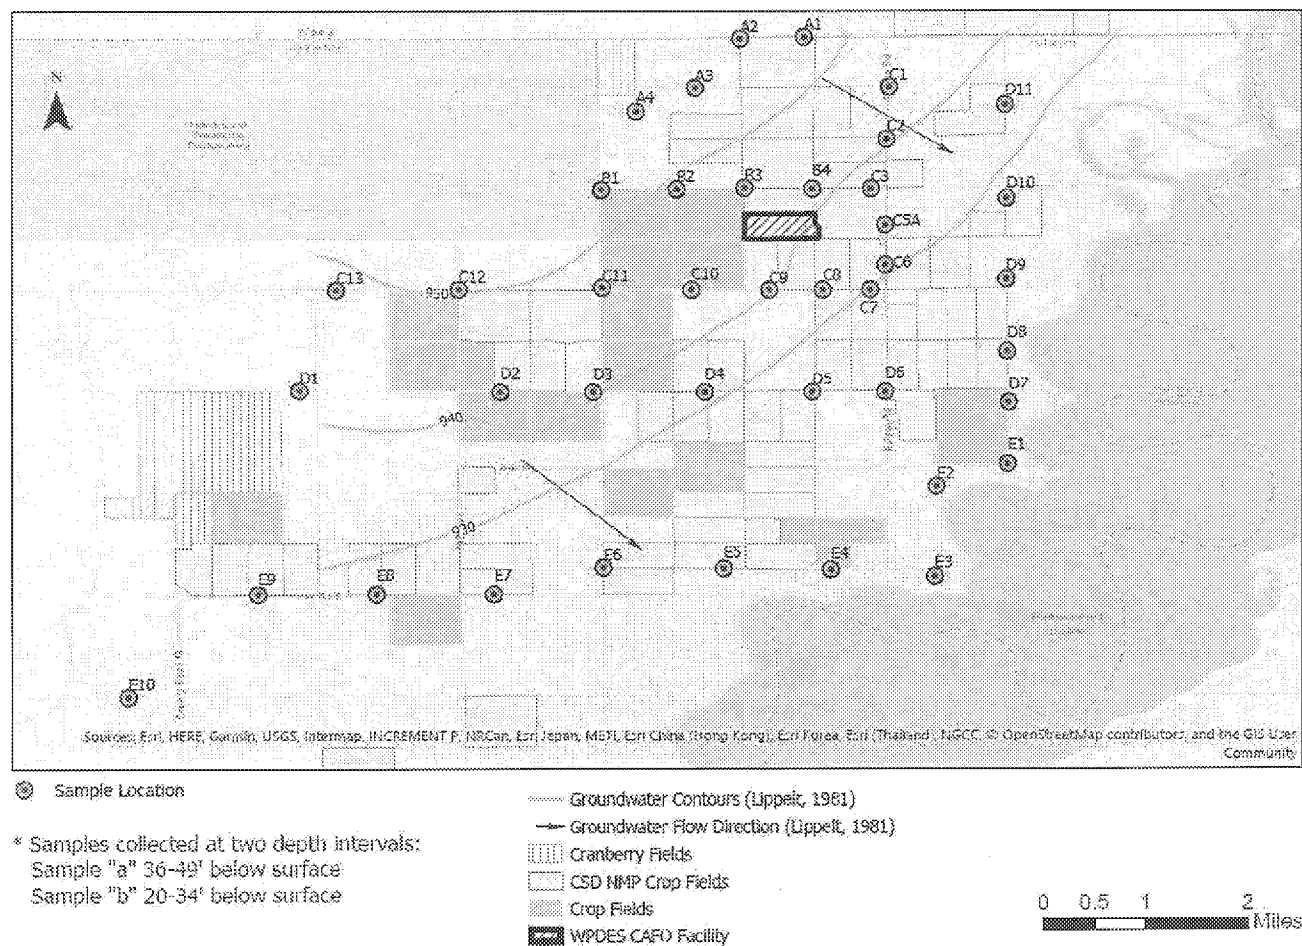 A2 A1
N
A3 C1
A4 D11
C2
B1 B2 B3 B4 C3 D10
C5A
C6 D9
C13 C12 C11 C10 C9 C8
950
C7
D8
D1 D2 D3 D4 D5 D6 D7
940
E1
E2
930
E6 E5 E4 E3
E9 E8 E7
E10
Sources: Esri, HERE, Garmin, USGS, Intermap, INCREMENT P, NRCan, Esri Japan, METI, Esri China (Hong Kong), Esri Korea, Esri (Thailand), NGCC, © OpenStreetMap contributors, and the GIS User
Community
Sample Location
* Samples collected at two depth intervals:
Sample "a" 36-49' below surface
Sample "b" 20-34' below surface
Groundwater Contours (Lippelt, 1981)
Groundwater Flow Direction (Lippelt, 1981)
Cranberry Fields
CSD NMP Crop Fields
Crop Fields
WPDES CAFO Facility
0 0.5 1 2
Miles